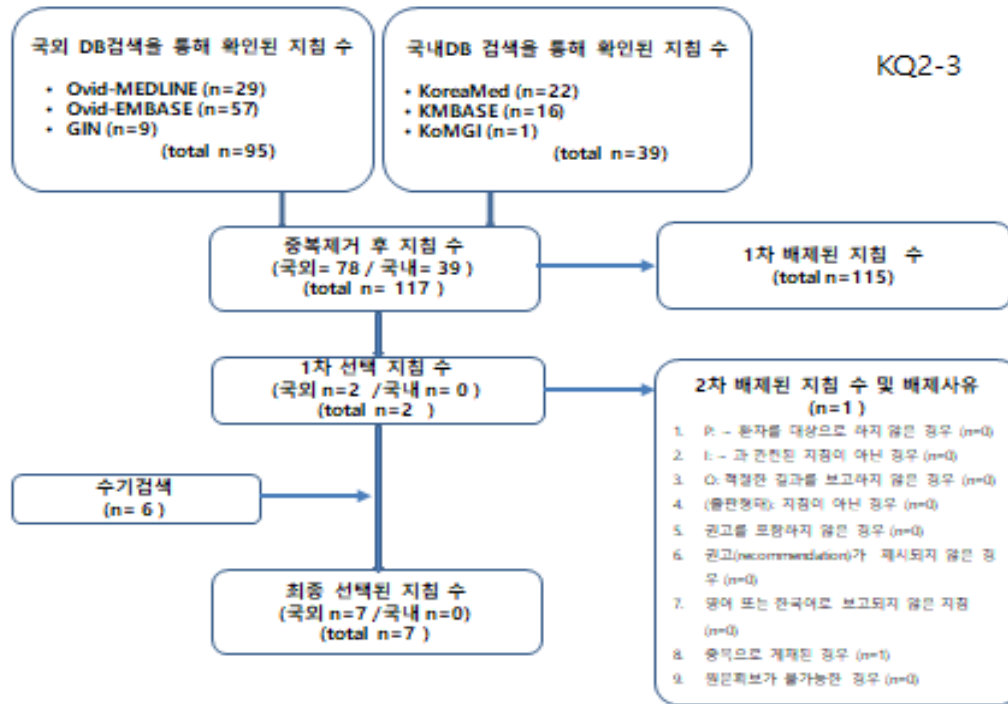 국외 DB검색을 통해 확인된 지침 수
• Ovid-MEDLINE (n=29)
• Ovid-EMBASE (n=57)
• GIN (n=9)
(total n=95)
국내DB 검색을 통해 확인된 지침 수
• KoreaMed (n=22)
• KMBASE (n=16)
• KoMGI (n=1)
(total n=39)
KQ2-3
중복제거 후 지침 수
(국외= 78 / 국내= 39 )
(total n= 117 )
1차 배제된 지침 수
(total n=115)
1차 선택 지침 수
(국외 n=2 /국내 n= 0 )
(total n=2 )
2차 배제된 지침 수 및 배제사유
(n=1 )
1. P: – 환자를 대상으로 하지 않은 경우 (n=0)
2. I: – 과 관련된 지침이 아닌 경우 (n=0)
3. O: 적절한 결과를 보고하지 않은 경우 (n=0)
4. (출판형태): 지침이 아닌 경우 (n=0)
5. 권고를 포함하지 않은 경우 (n=0)
6. 권고(recommendation)가 제시되지 않은 경
우 (n=0)
7. 영어 또는 한국어로 보고되지 않은 지침
(n=0)
8. 중복으로 게재된 경우 (n=1)
9. 원문확보가 불가능한 경우 (n=0)
수기검색
(n= 6 )
최종 선택된 지침 수
(국외 n=7 /국내 n=0)
(total n=7 )